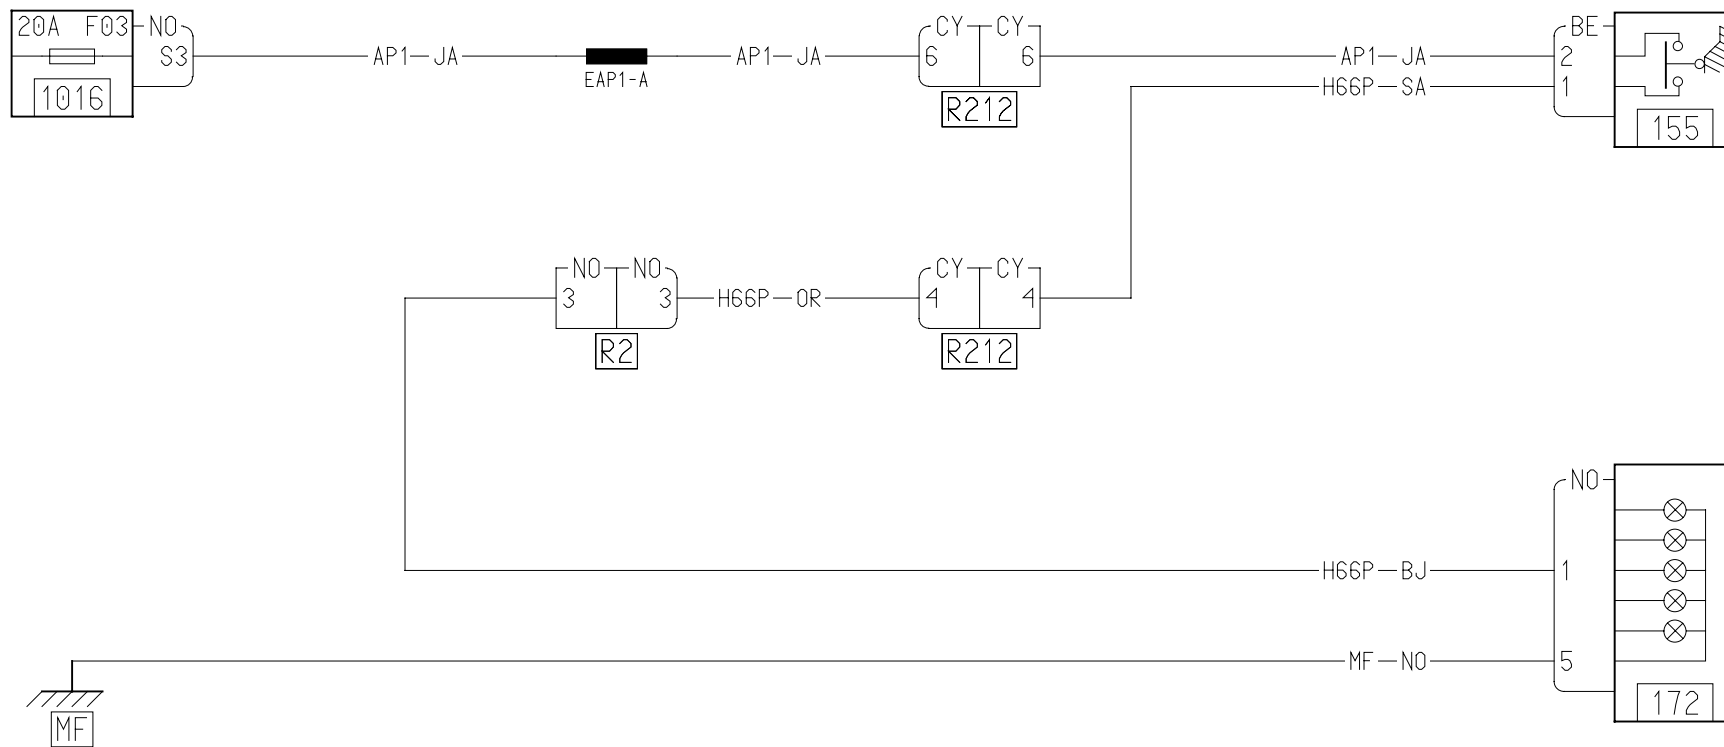 20A F03 NO CY CY BE
S3 AP1 JA AP1 JA 6 6 AP1 JA 2
EAP1-A
1016 H66P SA 1
R212
155
NO NO CY CY
3 3 H66P OR 4 4
R2 R212
NO
H66P BJ 1
MF NO 5
172
MF